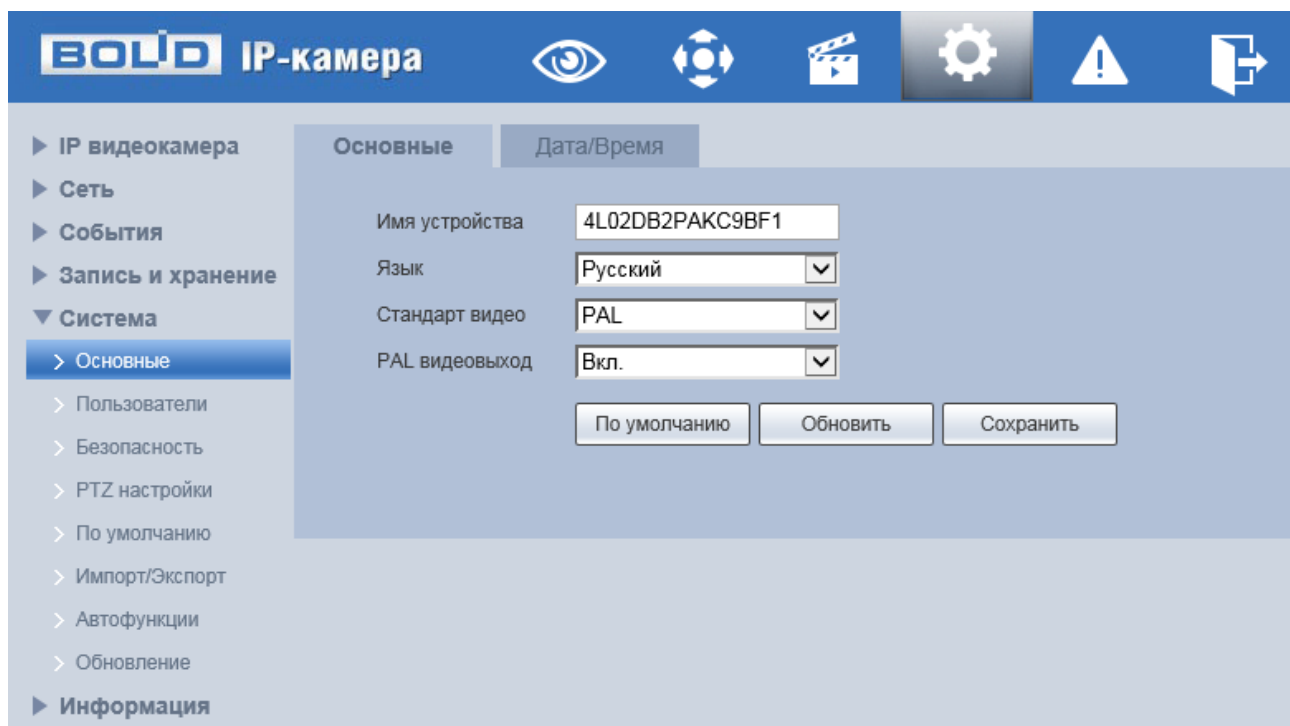 BOLID IP-камера
IP видеокамера
Сеть
События
Запись и хранение
Система
Основные
Пользователи
Безопасность
PTZ настройки
По умолчанию
Импорт/Экспорт
Автофункции
Обновление
Информация
Основные Дата/Время
Имя устройства 4L02DB2PAKC9BF1
Язык Русский
Стандарт видео PAL
PAL видеовыход Вкл.
По умолчанию Обновить Сохранить